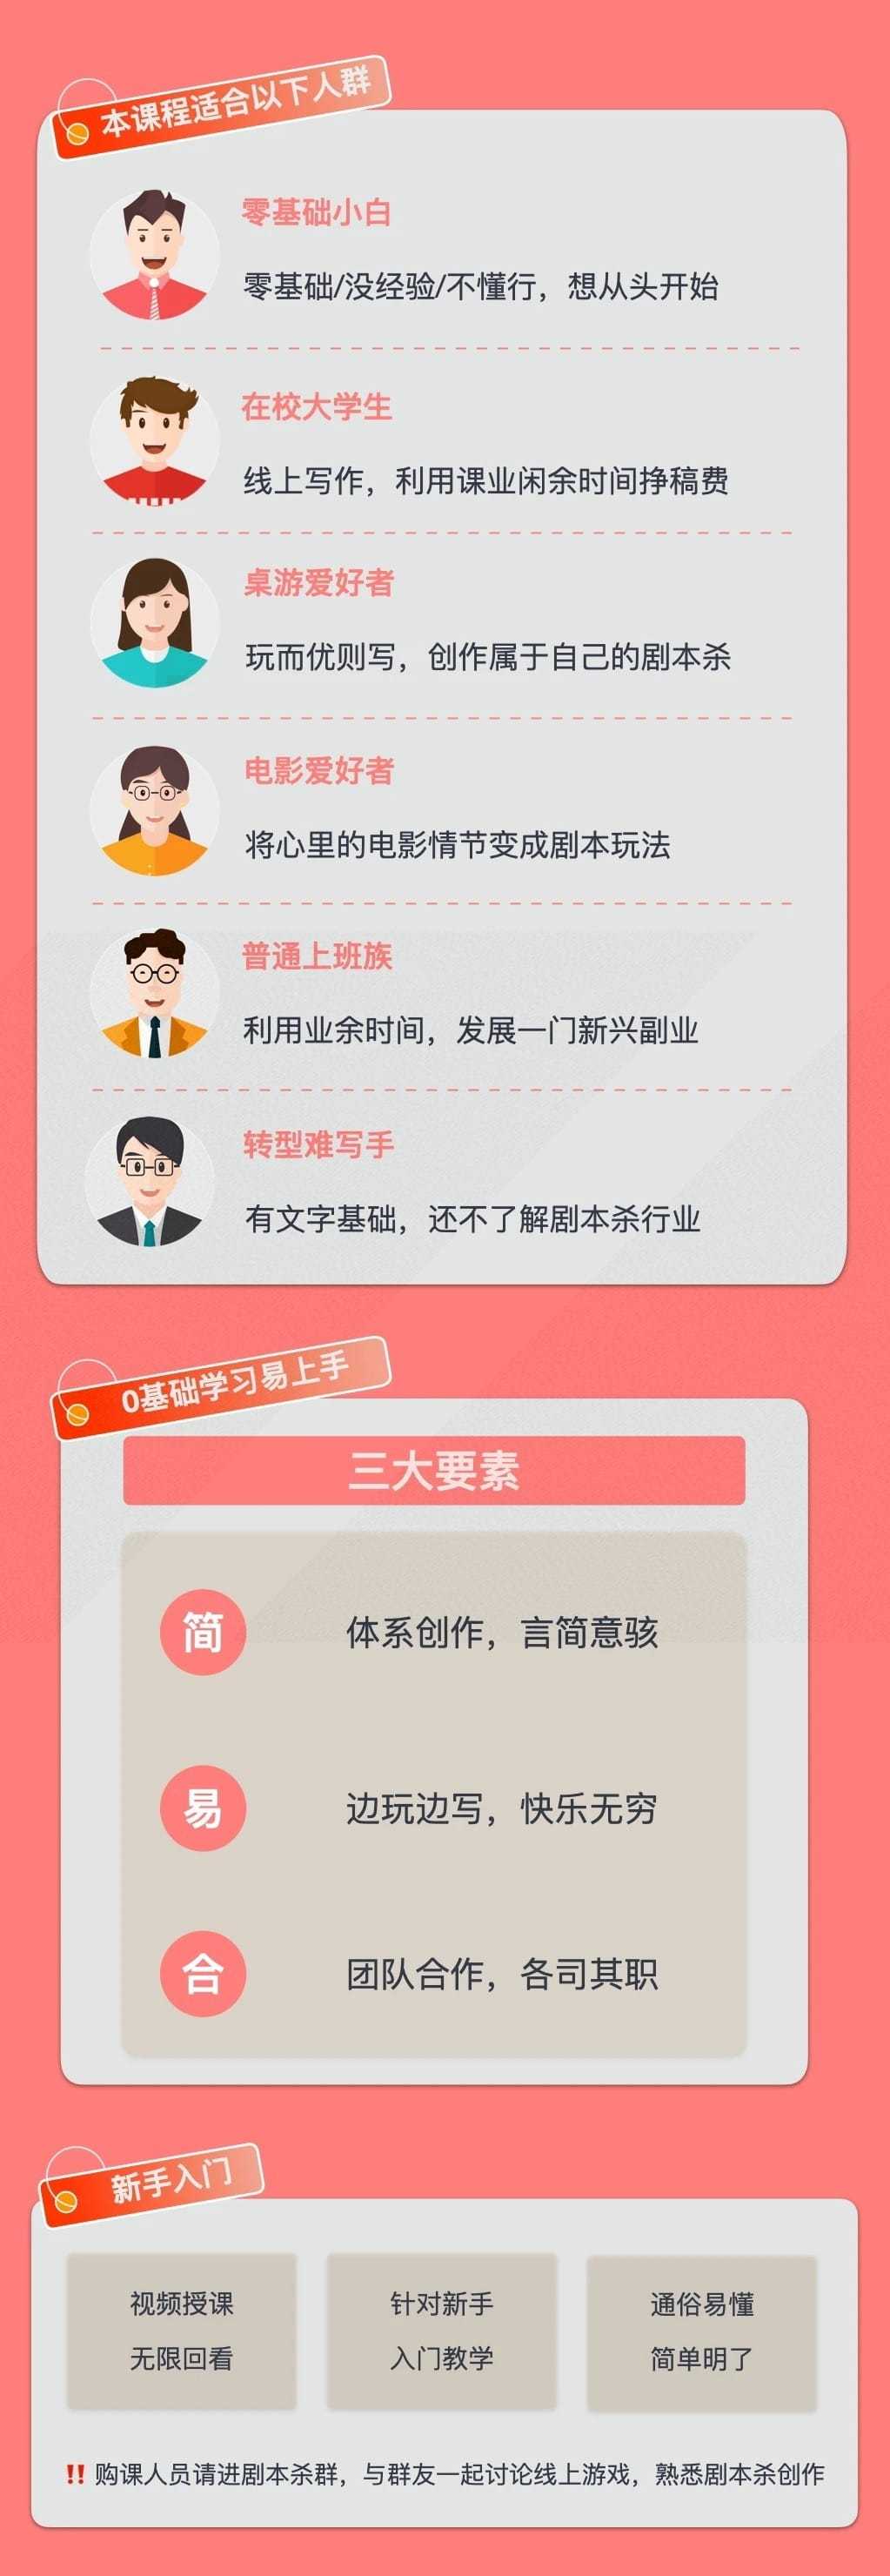 本课程适合以下人群
零基础小白
零基础/没经验/不懂行，想从头开始
在校大学生
线上写作，利用课业闲余时间挣稿费
桌游爱好者
玩而优则写，创作属于自己的剧本杀
电影爱好者
将心里的电影情节变成剧本玩法
普通上班族
利用业余时间，发展一门新兴副业
转型难写手
有文字基础，还不了解剧本杀行业
0基础学习易上手
三大要素
简
体系创作，言简意骇
易
边玩边写，快乐无穷
合
团队合作，各司其职
新手入门
视频授课
无限回看
针对新手
入门教学
通俗易懂
简单明了
‼ 购课人员请进剧本杀群，与群友一起讨论线上游戏，熟悉剧本杀创作